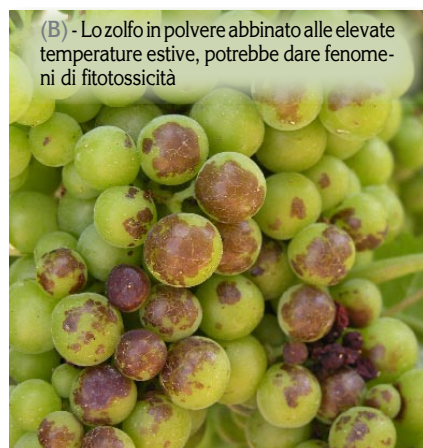 (B) - Lo zolfo in polvere abbinato alle elevate
temperature estive, potrebbe dare fenome-
ni di fitotossicità